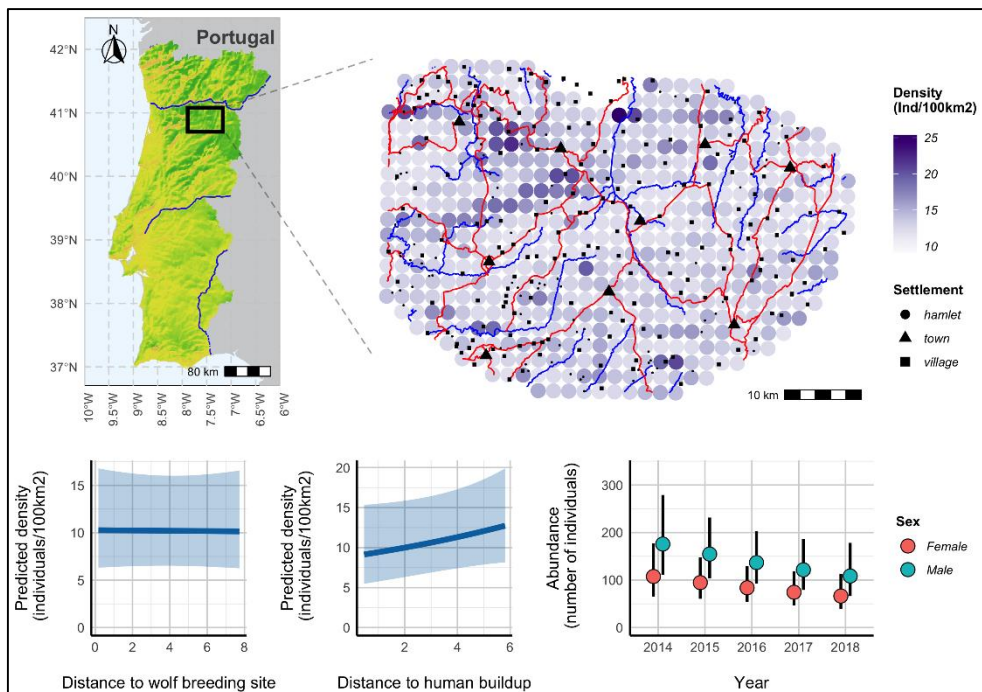 N
Portugal
42°N
41°N
40°N
39°N
38°N
37°N
80 km
10°W
9.5°W
9°W
8.5°W
8°W
7.5°W
7°W
6.5°W
6°W
10 km
Density
(Ind/100km2)
25
20
15
10
Settlement
hamlet
town
village
Predicted density
(individuals/100km2)
15
10
5
0
0 2 4 6 8
Distance to wolf breeding site
Predicted density
(individuals/100km2)
20
15
10
5
0
0 2 4 6
Distance to human buildup
Abundance
(number of individuals)
300
200
100
0
2014 2015 2016 2017 2018
Year
Sex
Female
Male